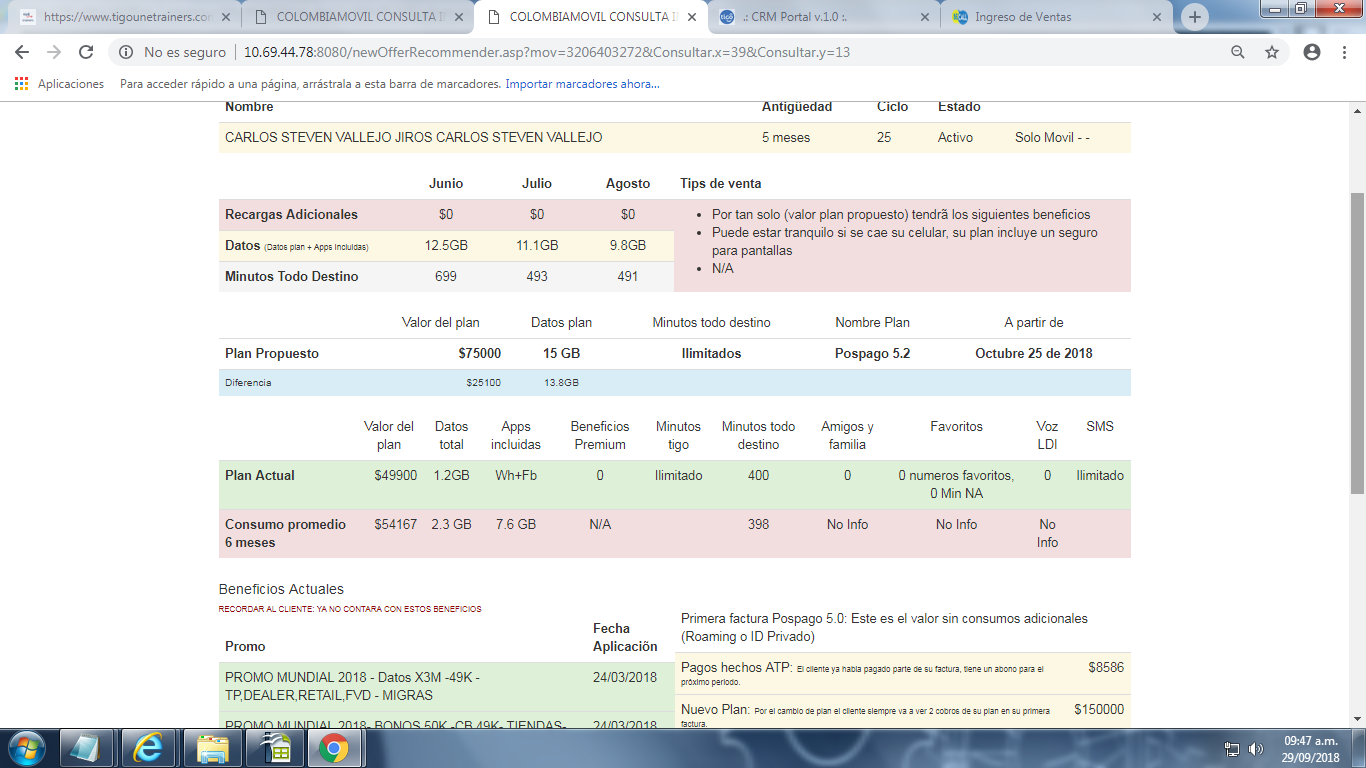 https://www.tigounetrainers.con
COLOMBIAMOVIL CONSULTA I
COLOMBIAMOVIL CONSULTA I
.: CRM Portal v.1.0 :.
Ingreso de Ventas
No es seguro
10.69.44.78:8080/newOfferRecommender.asp?mov=3206403272&Consultar.x=39&Consultar.y=13
Aplicaciones
Para acceder rápido a una página, arrástrala a esta barra de marcadores. Importar marcadores ahora...
Nombre Antigüedad Ciclo Estado
CARLOS STEVEN VALLEJO JIROS CARLOS STEVEN VALLEJO 5 meses 25 Activo Solo Movil - -
Junio Julio Agosto Tips de venta
Recargas Adicionales $0 $0 $0
Datos (Datos plan + Apps Incluidas) 12.5GB 11.1GB 9.8GB
Minutos Todo Destino 699 493 491
• Por tan solo (valor plan propuesto) tendrã los siguientes beneficios
• Puede estar tranquilo si se cae su celular, su plan incluye un seguro
para pantallas
• N/A
Valor del plan Datos plan Minutos todo destino Nombre Plan A partir de
Plan Propuesto $75000 15 GB Ilimitados Pospago 5.2 Octubre 25 de 2018
Diferencia $25100 13.8GB
Valor del Datos Apps Beneficios Minutos Minutos todo Amigos y Favoritos Voz SMS
plan total incluidas Premium tigo destino familia LDI
Plan Actual $49900 1.2GB Wh+Fb 0 Ilimitado 400 0 0 numeros favoritos, 0 Ilimitado
0 Min NA
Consumo promedio $54167 2.3 GB 7.6 GB N/A 398 No Info No Info No
6 meses Info
Beneficios Actuales
RECORDAR AL CLIENTE: YA NO CONTARA CON ESTOS BENEFICIOS
Fecha
Promo Aplicación
PROMO MUNDIAL 2018 - Datos X3M -49K - 24/03/2018
TP,DEALER,RETAIL,FVD - MIGRAS
PROMO MUNDIAL 2018- BONOS 50K -CB 49K- TIENDAS- 24/03/2018
Primera factura Pospago 5.0: Este es el valor sin consumos adicionales
(Roaming o ID Privado)
Pagos hechos ATP: El cliente ya habla pagado parte de su factura, tiene un abono para el $8586
próximo periodo.
Nuevo Plan: Por el cambio de plan el cliente siempre va a ver 2 cobros de su plan en su primera $150000
factura.
09:47 a.m.
29/09/2018